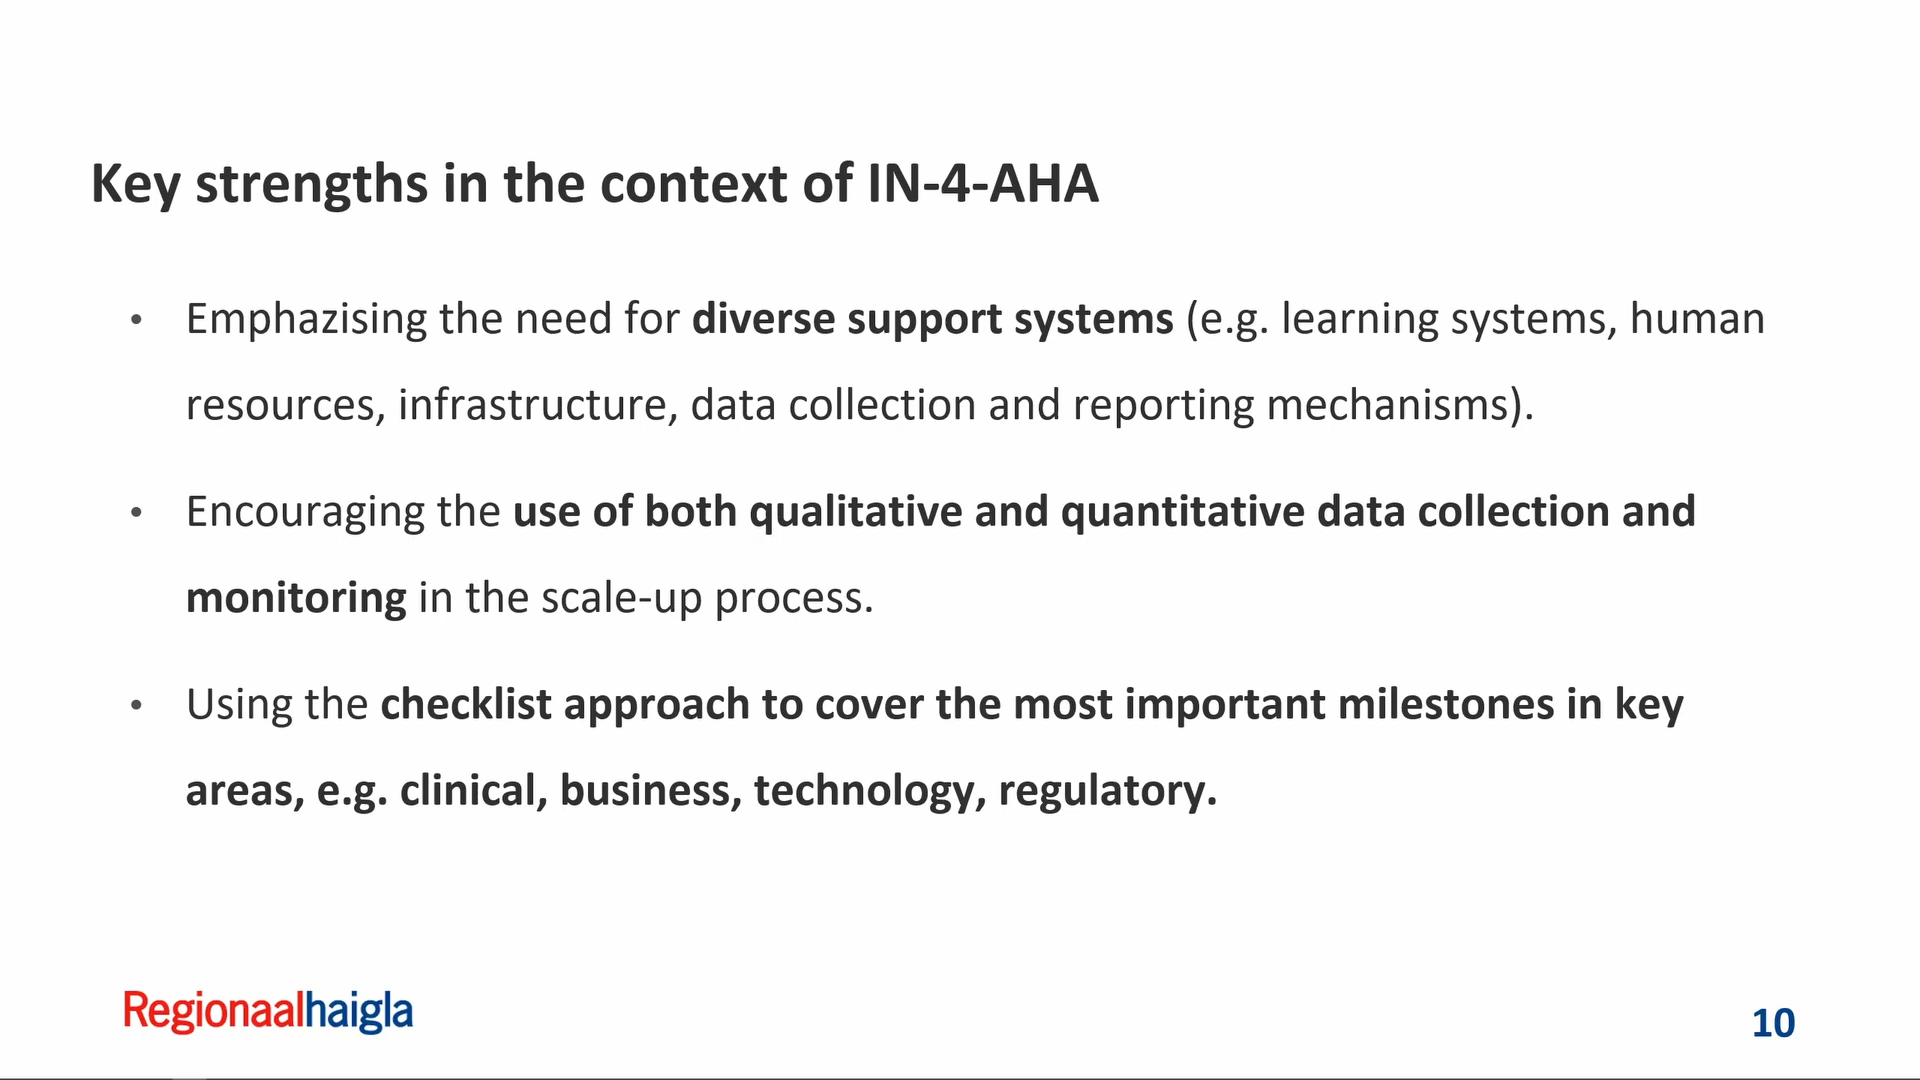 Key strengths in the context of IN-4-AHA
• Emphazising the need for diverse support systems (e.g. learning systems, human
resources, infrastructure, data collection and reporting mechanisms).
• Encouraging the use of both qualitative and quantitative data collection and
monitoring in the scale-up process.
• Using the checklist approach to cover the most important milestones in key
areas, e.g. clinical, business, technology, regulatory.
Regionaalhaigla
10